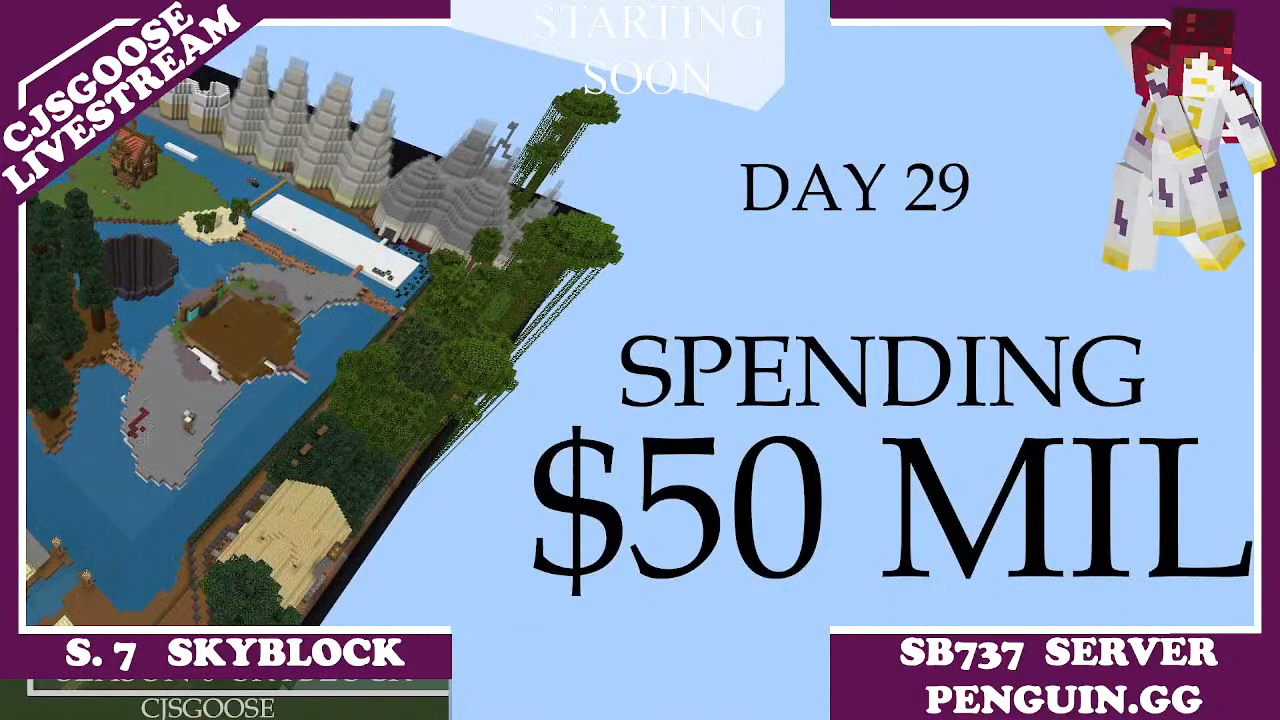 CJSGOOSE
LIVESTREAM
STARTING
SOON
DAY 29
SPENDING
$50 MIL
S. 7 SKYBLOCK
SB737 SERVER
PENGUIN.GG
CJSGOOSE